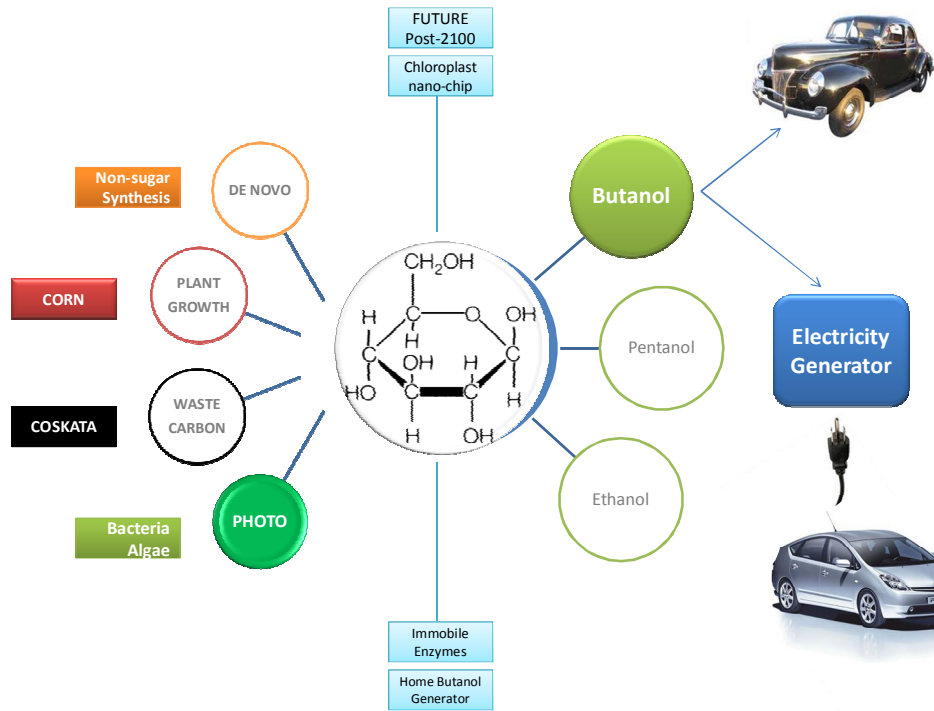 FUTURE
Post-2100
Chloroplast
nano-chip
Non-sugar
Synthesis
DE NOVO
Butanol
CORN
PLANT
GROWTH
CH2OH
H
C
O
OH
H
H
C
OH
H
C
HO
C
C
H
H
OH
Pentanol
Electricity
Generator
COSKATA
WASTE
CARBON
Ethanol
Bacteria
Algae
PHOTO
Immobile
Enzymes
Home Butanol
Generator